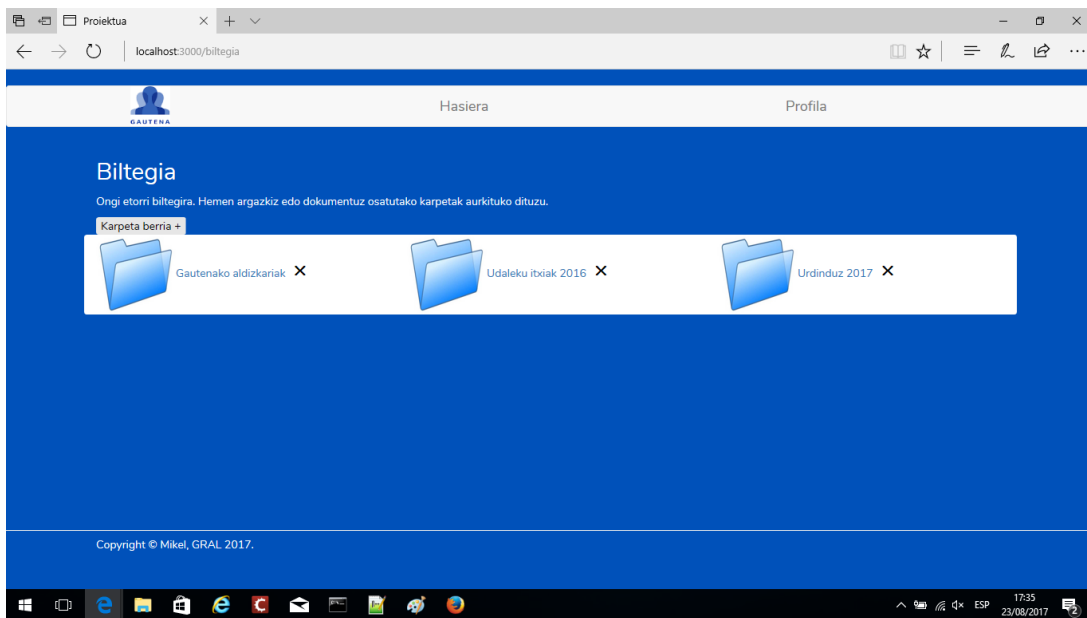 Proiektua
localhost:3000/biltegia
GAUTENA
Hasiera
Profila
Biltegia
Ongi etorri biltegira. Hemen argazkiz edo dokumentuz osatutako karpetak aurkituko dituzu.
Karpeta berria +
Gautenako aldizkariak
Udaleku itxiak 2016
Urdinduz 2017
Copyright © Mikel, GRAL 2017.
ESP
17:35
23/08/2017
2